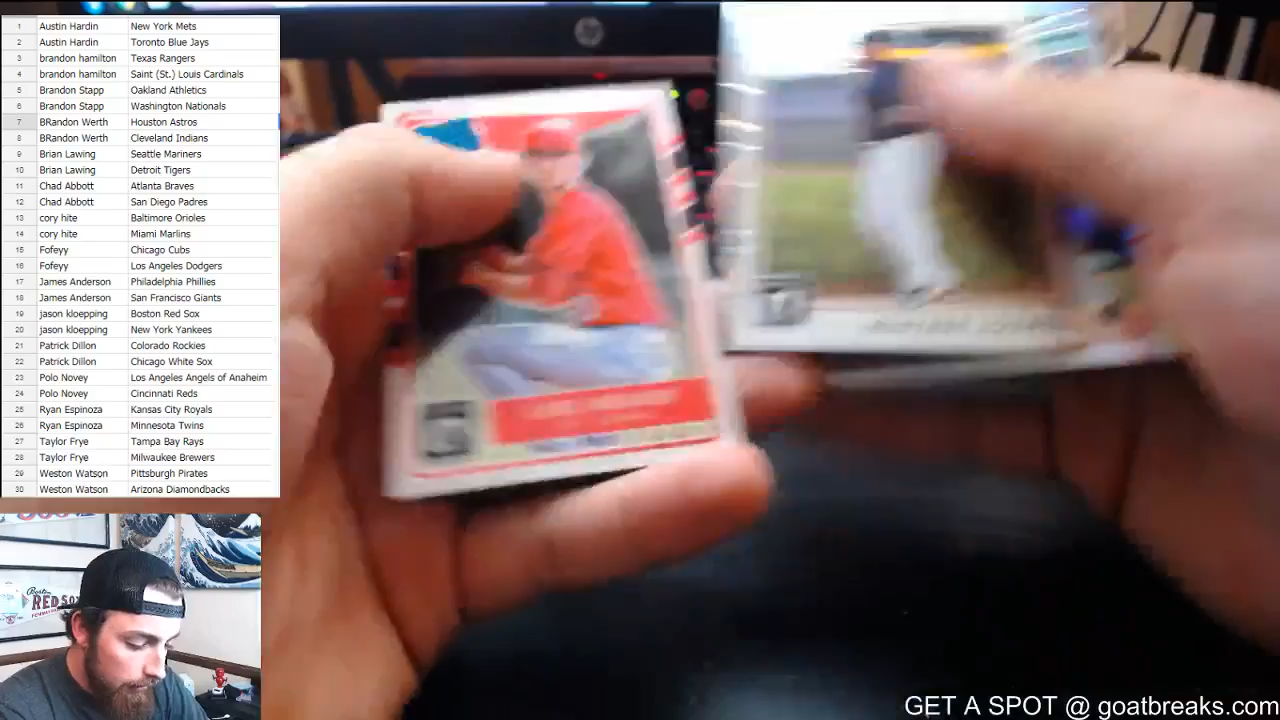 1 Austin Hardin New York Mets
2 Austin Hardin Toronto Blue Jays
3 brandon hamilton Texas Rangers
4 brandon hamilton Saint (St.) Louis Cardinals
5 Brandon Stapp Oakland Athletics
6 Brandon Stapp Washington Nationals
7 BRandon Werth Houston Astros
8 BRandon Werth Cleveland Indians
9 Brian Lawing Seattle Mariners
10 Brian Lawing Detroit Tigers
11 Chad Abbott Atlanta Braves
12 Chad Abbott San Diego Padres
13 cory hite Baltimore Orioles
14 cory hite Miami Marlins
15 Fofeyy Chicago Cubs
16 Fofeyy Los Angeles Dodgers
17 James Anderson Philadelphia Phillies
18 James Anderson San Francisco Giants
19 jason kloepping Boston Red Sox
20 jason kloepping New York Yankees
21 Patrick Dillon Colorado Rockies
22 Patrick Dillon Chicago White Sox
23 Polo Novey Los Angeles Angels of Anaheim
24 Polo Novey Cincinnati Reds
25 Ryan Espinoza Kansas City Royals
26 Ryan Espinoza Minnesota Twins
27 Taylor Frye Tampa Bay Rays
28 Taylor Frye Milwaukee Brewers
29 Weston Watson Pittsburgh Pirates
30 Weston Watson Arizona Diamondbacks
hp
Boston
RED SOX
GET A SPOT @ goatbreaks.com